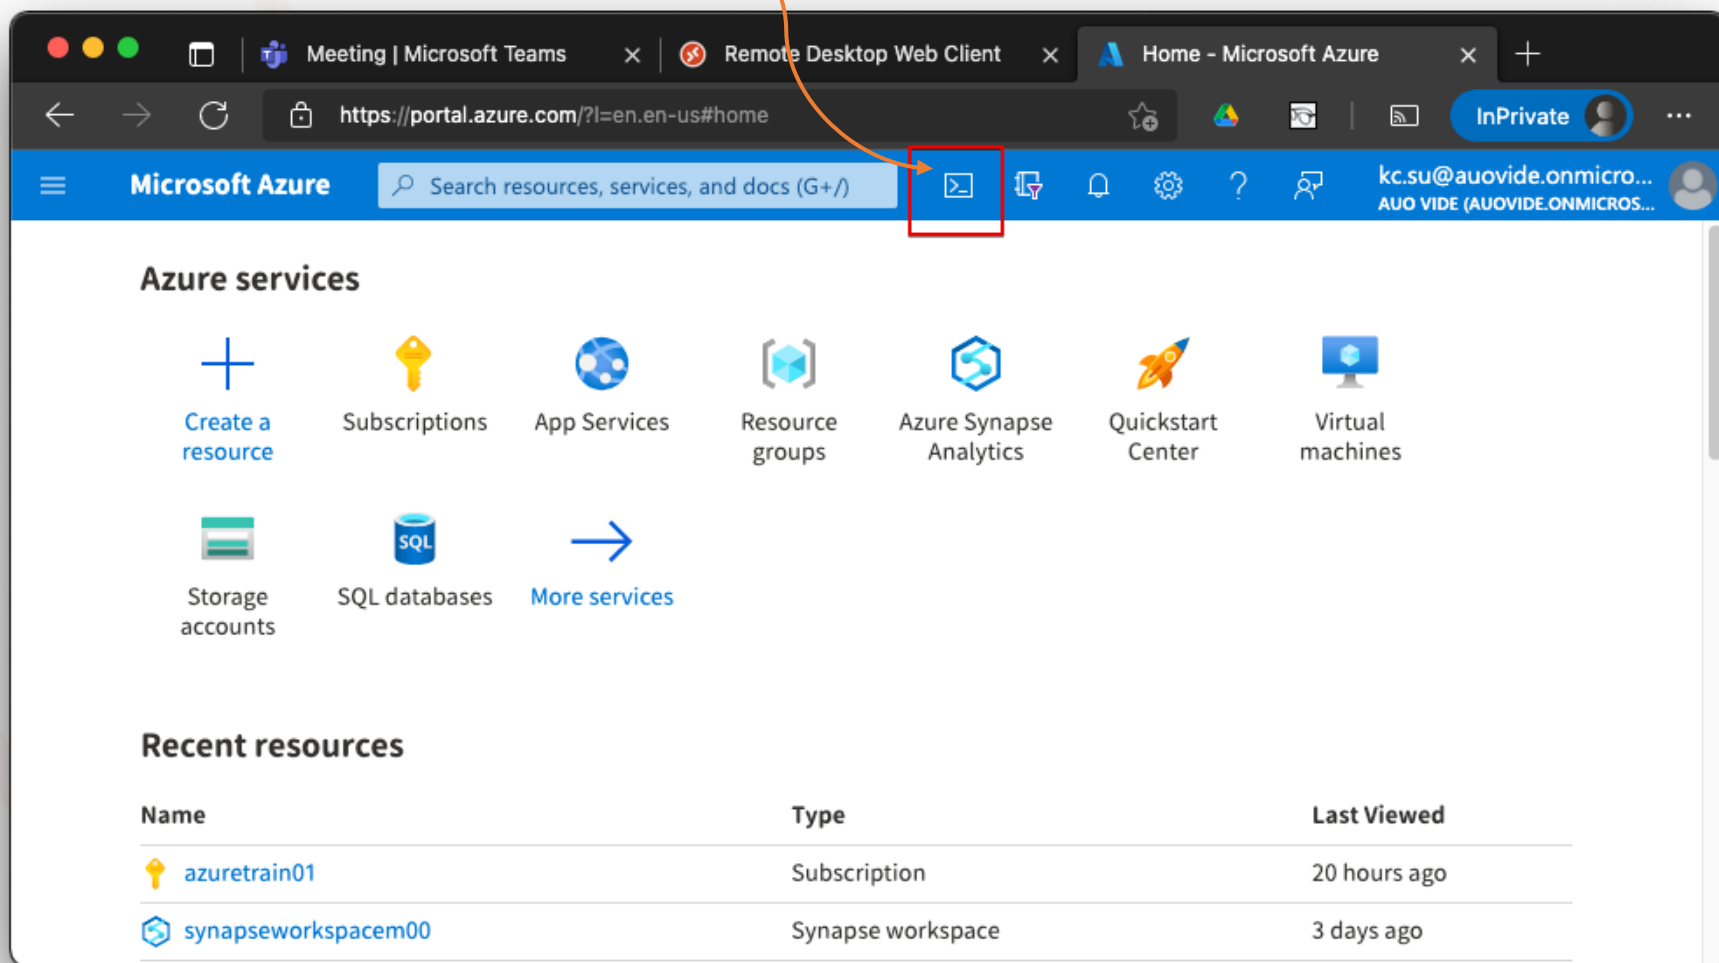 Meeting | Microsoft Teams
Remote Desktop Web Client
Home - Microsoft Azure
https://portal.azure.com/?l=en.en-us#home
InPrivate
Microsoft Azure
Search resources, services, and docs (G+/)
kc.su@auovide.onmicro...
AUO VIDE (AUOVIDE.ONMICROS...
Azure services
Create a
resource
Subscriptions
App Services
Resource
groups
Azure Synapse
Analytics
Quickstart
Center
Virtual
machines
SQL
Storage
accounts
SQL databases
More services
Recent resources
Name Type Last Viewed
azuretrain01 Subscription 20 hours ago
synapseworkspacem00 Synapse workspace 3 days ago